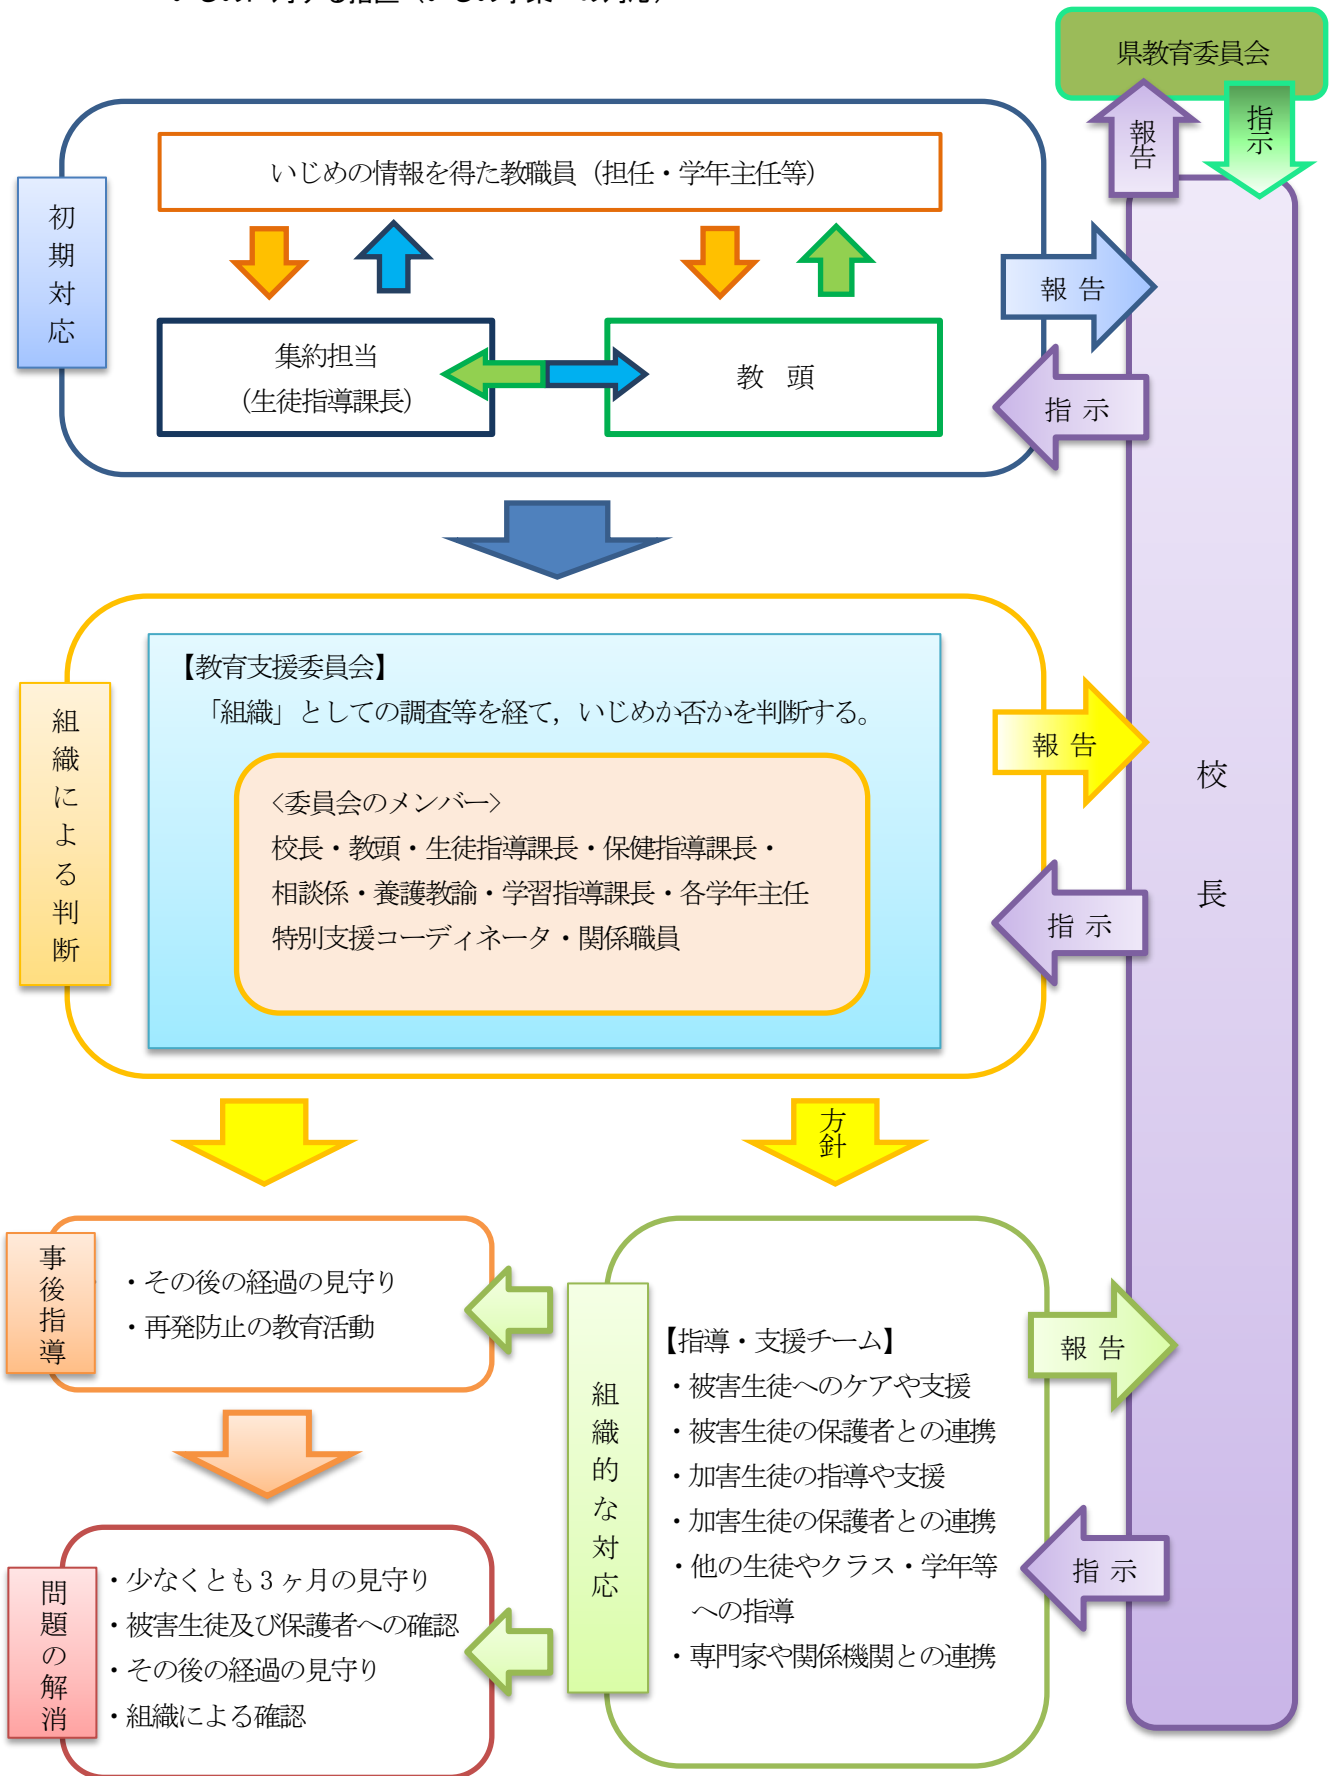 県教育委員会
報告
指示
初期対応
いじめの情報を得た教職員（担任・学年主任等）
集約担当
（生徒指導課長）
教　頭
報 告
指 示
校　長
組織による判断
【教育支援委員会】
「組織」としての調査等を経て，いじめか否かを判断する。
<委員会のメンバー>
校長・教頭・生徒指導課長・保健指導課長・
相談係・養護教諭・学習指導課長・各学年主任
特別支援コーディネータ・関係職員
報 告
指 示
方針
事後指導
・その後の経過の見守り
・再発防止の教育活動
組織的な対応
【指導・支援チーム】
・被害生徒へのケアや支援
・被害生徒の保護者との連携
・加害生徒の指導や支援
・加害生徒の保護者との連携
・他の生徒やクラス・学年等
への指導
・専門家や関係機関との連携
報 告
指 示
問題の解消
・少なくとも３ヶ月の見守り
・被害生徒及び保護者への確認
・その後の経過の見守り
・組織による確認